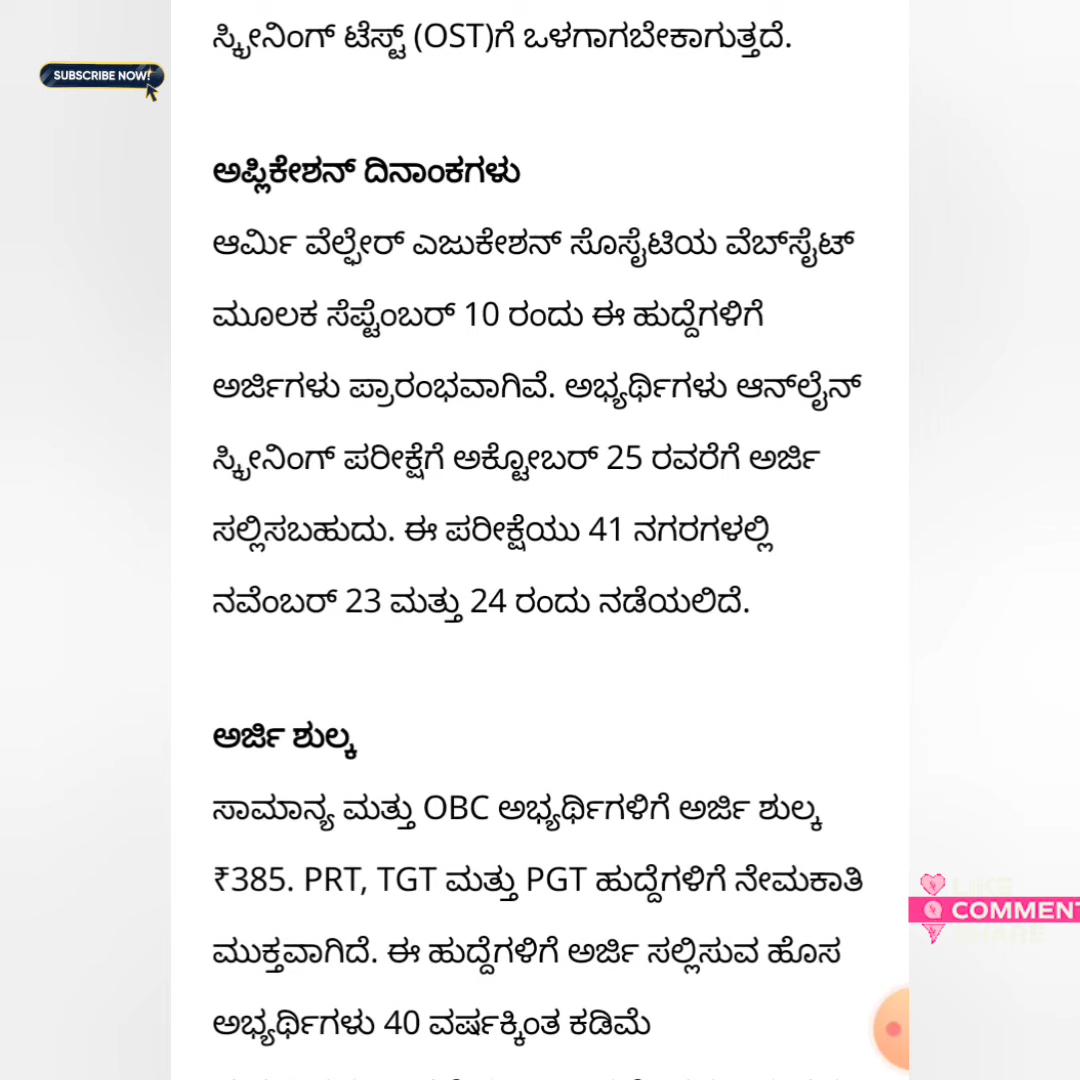 ಸ್ಕ್ರೀನಿಂಗ್ ಟೆಸ್ಟ್ (OST)ಗೆ ಒಳಗಾಗಬೇಕಾಗುತ್ತದೆ.
SUBSCRIBE NOW!
ಅಪ್ಲಿಕೇಶನ್ ದಿನಾಂಕಗಳು
ಆರ್ಮಿ ವೆಲ್ಫೇರ್ ಎಜುಕೇಶನ್ ಸೊಸೈಟಿಯ ವೆಬ್‌ಸೈಟ್
ಮೂಲಕ ಸೆಪ್ಟೆಂಬರ್ 10 ರಂದು ಈ ಹುದ್ದೆಗಳಿಗೆ
ಅರ್ಜಿಗಳು ಪ್ರಾರಂಭವಾಗಿವೆ. ಅಭ್ಯರ್ಥಿಗಳು ಆನ್‌ಲೈನ್
ಸ್ಕ್ರೀನಿಂಗ್ ಪರೀಕ್ಷೆಗೆ ಅಕ್ಟೋಬರ್ 25 ರವರೆಗೆ ಅರ್ಜಿ
ಸಲ್ಲಿಸಬಹುದು. ಈ ಪರೀಕ್ಷೆಯು 41 ನಗರಗಳಲ್ಲಿ
ನವೆಂಬರ್ 23 ಮತ್ತು 24 ರಂದು ನಡೆಯಲಿದೆ.
ಅರ್ಜಿ ಶುಲ್ಕ
ಸಾಮಾನ್ಯ ಮತ್ತು OBC ಅಭ್ಯರ್ಥಿಗಳಿಗೆ ಅರ್ಜಿ ಶುಲ್ಕ
₹385. PRT, TGT ಮತ್ತು PGT ಹುದ್ದೆಗಳಿಗೆ ನೇಮಕಾತಿ
LIKE
COMMENT
SHARE
ಮುಕ್ತವಾಗಿದೆ. ಈ ಹುದ್ದೆಗಳಿಗೆ ಅರ್ಜಿ ಸಲ್ಲಿಸುವ ಹೊಸ
ಅಭ್ಯರ್ಥಿಗಳು 40 ವರ್ಷಕ್ಕಿಂತ ಕಡಿಮೆ